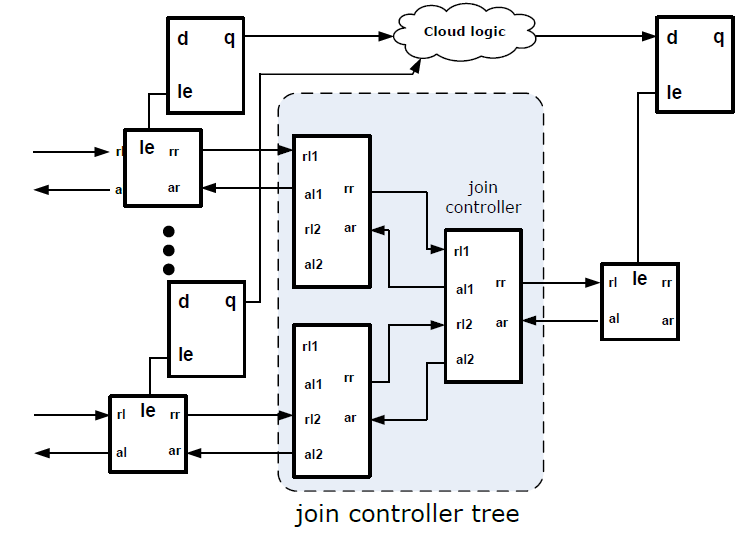 d q
le
Cloud logic
d q
le
rl le rr
al ar
rl1
al1 rr
rl2 ar
al2
join
controller
rl1
al1 rr
rl2 ar
al2
d q
le
rl le rr
al ar
rl1
al1 rr
rl2 ar
al2
rl le rr
al ar
join controller tree